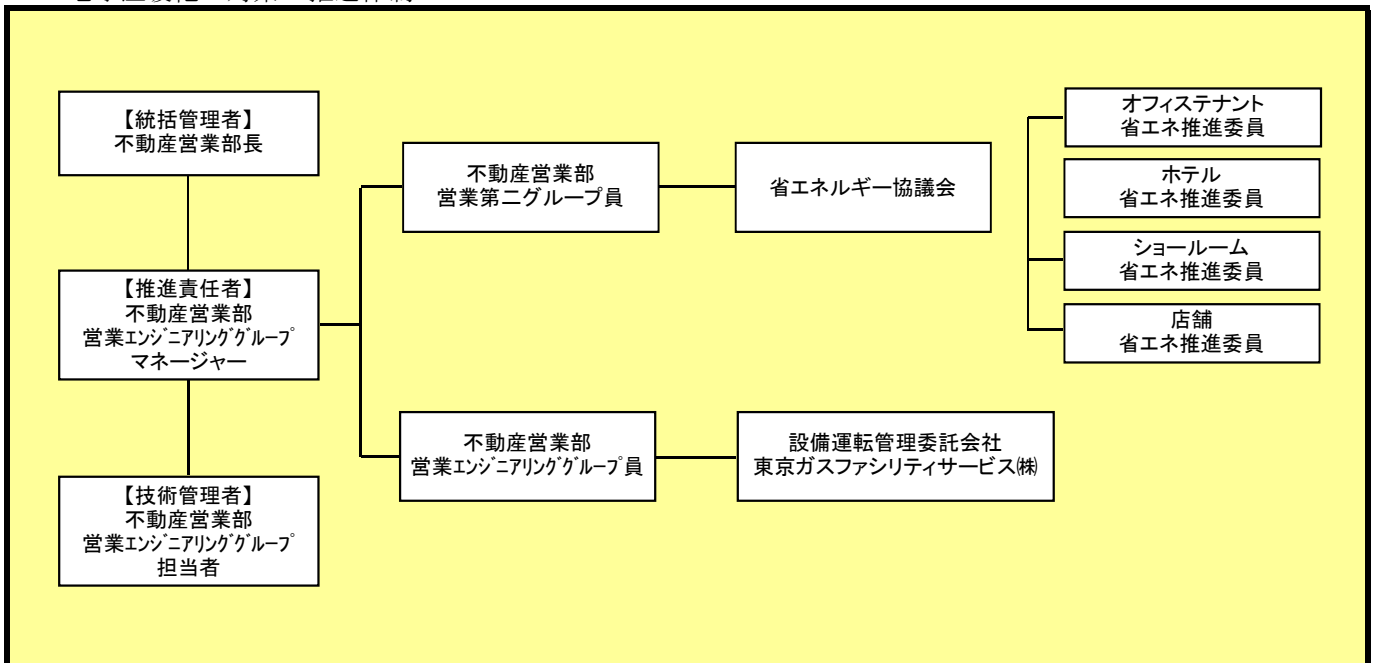 【統括管理者】
不動産営業部長
【推進責任者】
不動産営業部
営業ｴﾝｼﾞﾆｱﾘﾝｸﾞｸﾞﾙｰﾌﾟ
マネージャー
【技術管理者】
不動産営業部
営業ｴﾝｼﾞﾆｱﾘﾝｸﾞｸﾞﾙｰﾌﾟ
担当者
不動産営業部
営業第二グループ員
省エネルギー協議会
不動産営業部
営業ｴﾝｼﾞﾆｱﾘﾝｸﾞｸﾞﾙｰﾌﾟ員
設備運転管理委託会社
東京ガスファシリティサービス㈱
オフィステナント
省エネ推進委員
ホテル
省エネ推進委員
ショールーム
省エネ推進委員
店舗
省エネ推進委員